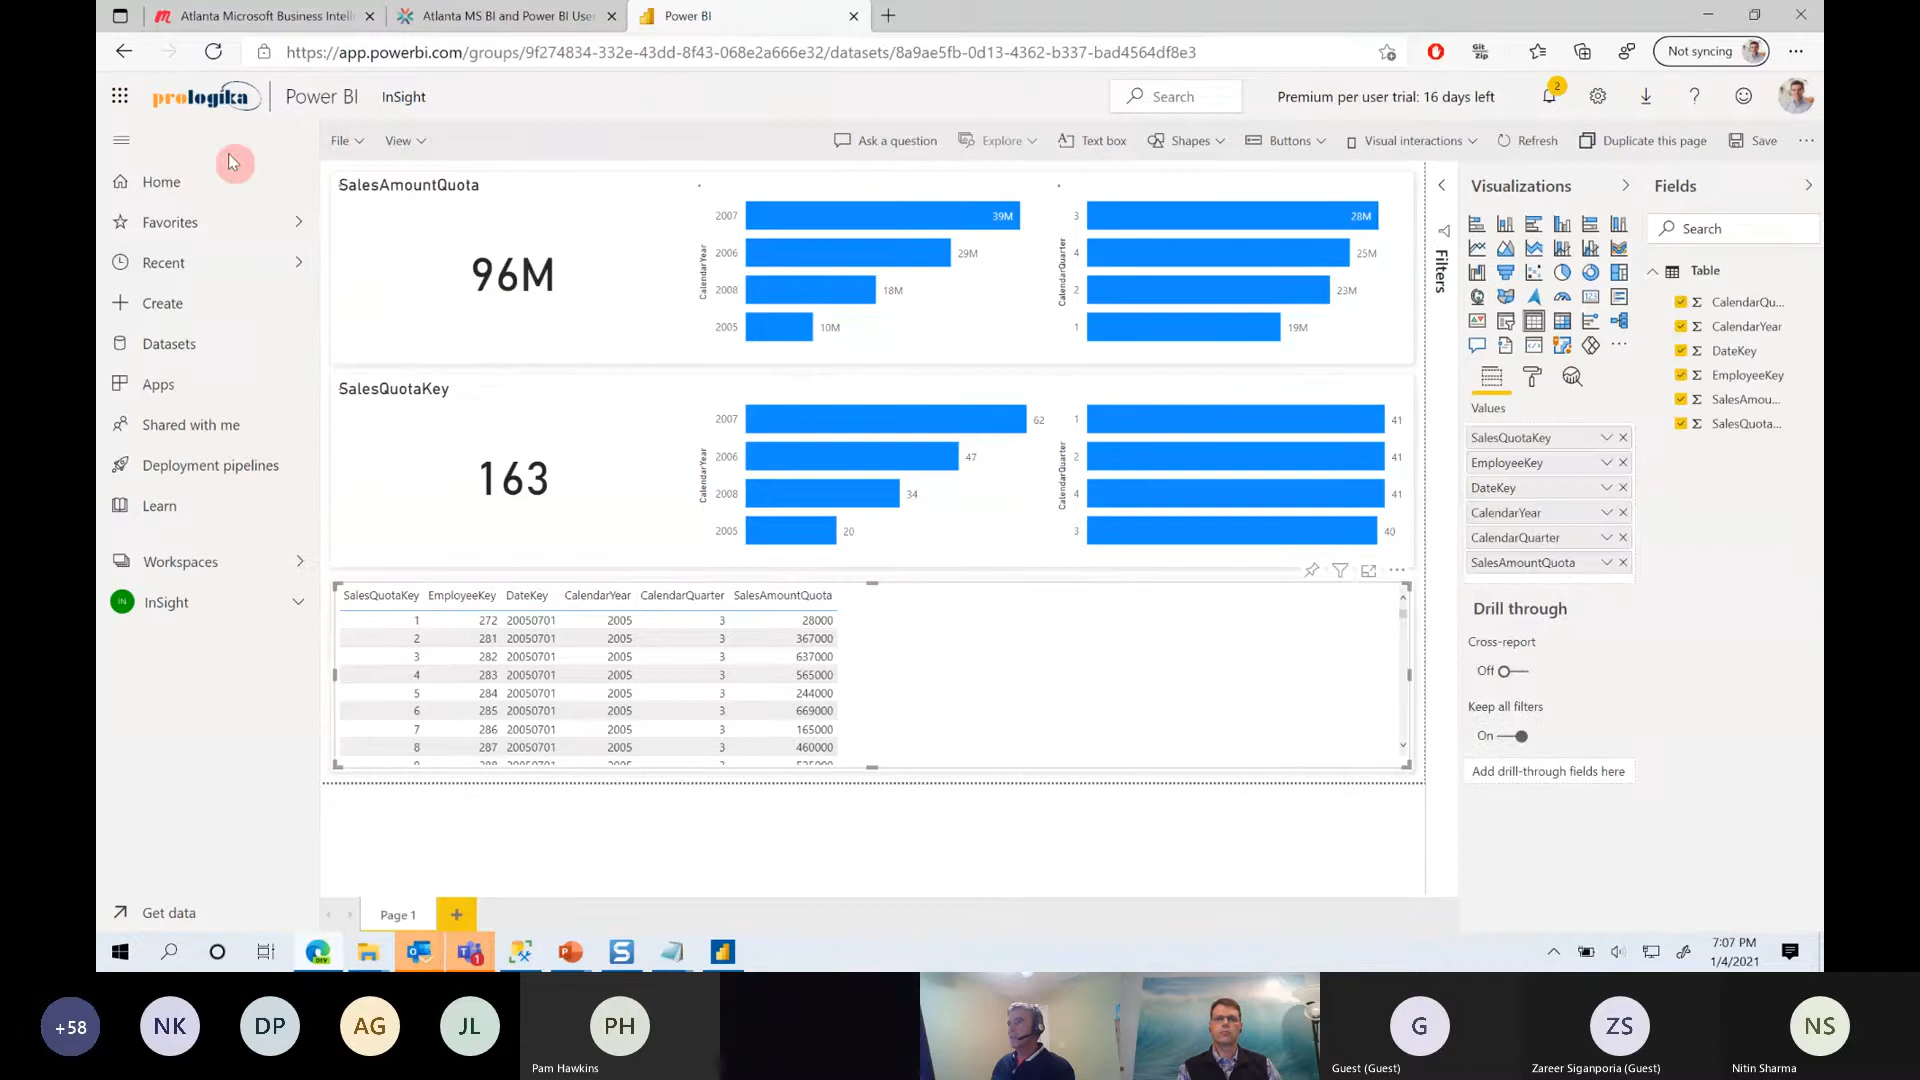 Atlanta Microsoft Business Intelli
Atlanta MS BI and Power BI User
Power BI
https://app.powerbi.com/groups/9f274834-332e-43dd-8f43-068e2a666e32/datasets/8a9ae5fb-0d13-4362-b337-bad4564df8e3
Git Zip
Not syncing
prologika
Power BI
InSight
Search
Premium per user trial: 16 days left
2
File
View
Ask a question
Explore
Text box
Shapes
Buttons
Visual interactions
Refresh
Duplicate this page
Save
Home
Favorites
Recent
Create
Datasets
Apps
Shared with me
Deployment pipelines
Learn
Workspaces
IN
InSight
Get data
SalesAmountQuota
96M
CalendarYear
2007 39M
2006 29M
2008 18M
2005 10M
CalendarQuarter
3 28M
4 25M
2 23M
1 19M
SalesQuotaKey
163
CalendarYear
2007 62
2006 47
2008 34
2005 20
CalendarQuarter
1 41
2 41
4 41
3 40
SalesQuotaKey EmployeeKey DateKey CalendarYear CalendarQuarter SalesAmountQuota
1 272 20050701 2005 3 28000
2 281 20050701 2005 3 367000
3 282 20050701 2005 3 637000
4 283 20050701 2005 3 565000
5 284 20050701 2005 3 244000
6 285 20050701 2005 3 669000
7 286 20050701 2005 3 165000
8 287 20050701 2005 3 460000
Page 1
Filters
Visualizations
Values
SalesQuotaKey
EmployeeKey
DateKey
CalendarYear
CalendarQuarter
SalesAmountQuota
Drill through
Cross-report
Off
Keep all filters
On
Add drill-through fields here
Fields
Search
Table
CalendarQu...
CalendarYear
DateKey
EmployeeKey
SalesAmou...
SalesQuota...
7:07 PM
1/4/2021
+58
NK
DP
AG
JL
PH
Pam Hawkins
G
Guest (Guest)
ZS
Zareer Siganporia (Guest)
NS
Nitin Sharma